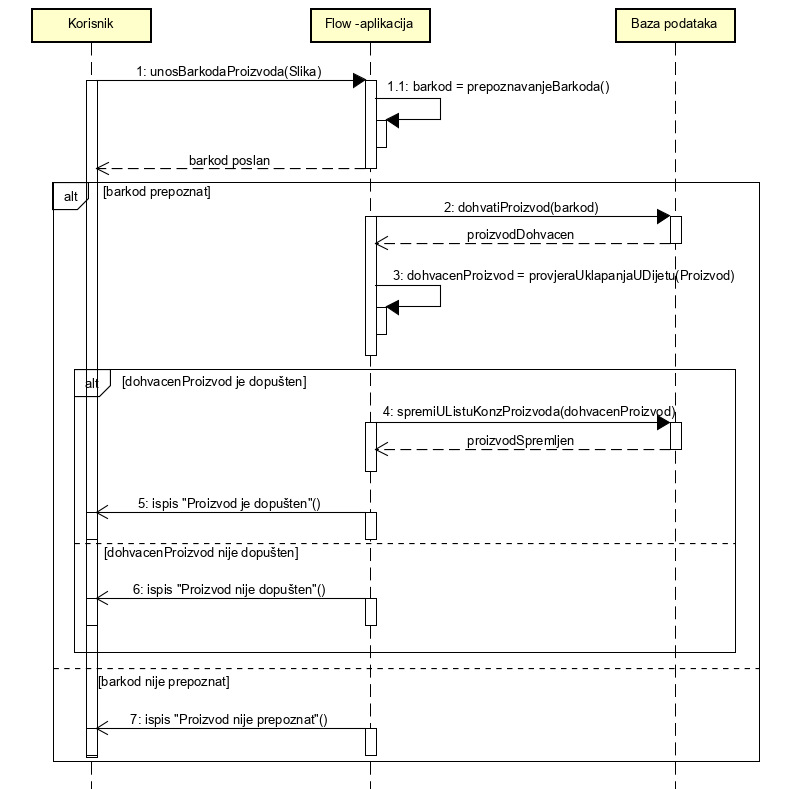 Korisnik
Flow -aplikacija
Baza podataka
1: unosBarkodaProizvoda(Slika)
1.1: barkod = prepoznavanjeBarkoda()
barkod poslan
alt
[barkod prepoznat]
2: dohvatiProizvod(barkod)
proizvodDohvacen
3: dohvacenProizvod = provjeraUklapanjaUDijetu(Proizvod)
alt
[dohvacenProizvod je dopušten]
4: spremiUListuKonzProizvoda(dohvacenProizvod)
proizvodSpremljen
5: ispis "Proizvod je dopušten"()
[dohvacenProizvod nije dopušten]
6: ispis "Proizvod nije dopušten"()
[barkod nije prepoznat]
7: ispis "Proizvod nije prepoznat"()